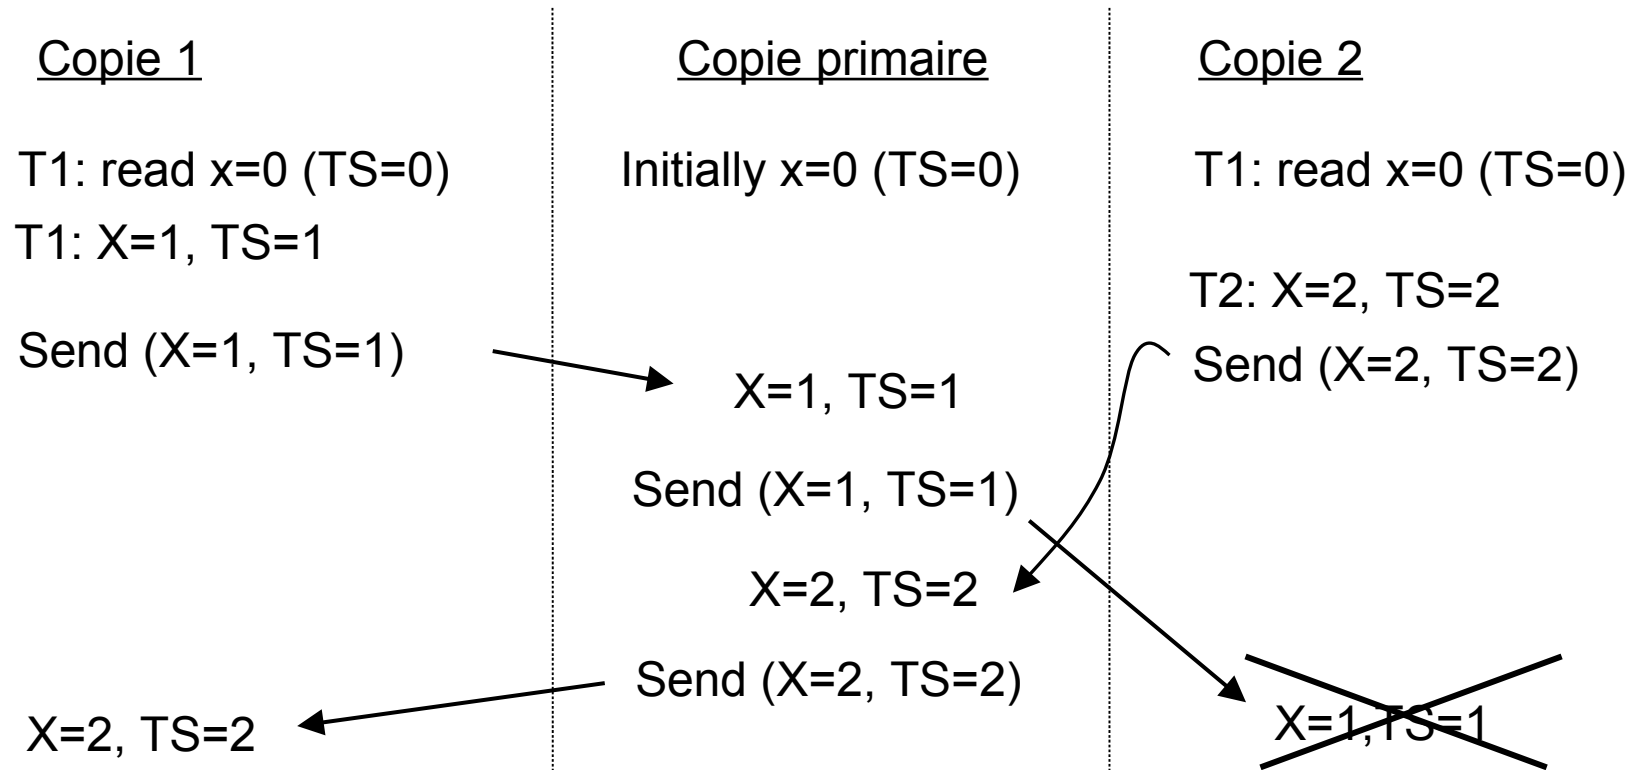 Copie 1
T1: read x=0 (TS=0)
T1: X=1, TS=1
Send (X=1, TS=1)
X=2, TS=2
Copie primaire
Initially x=0 (TS=0)
X=1, TS=1
Send (X=1, TS=1)
X=2, TS=2
Send (X=2, TS=2)
Copie 2
T1: read x=0 (TS=0)
T2: X=2, TS=2
Send (X=2, TS=2)
X=1,TS=1